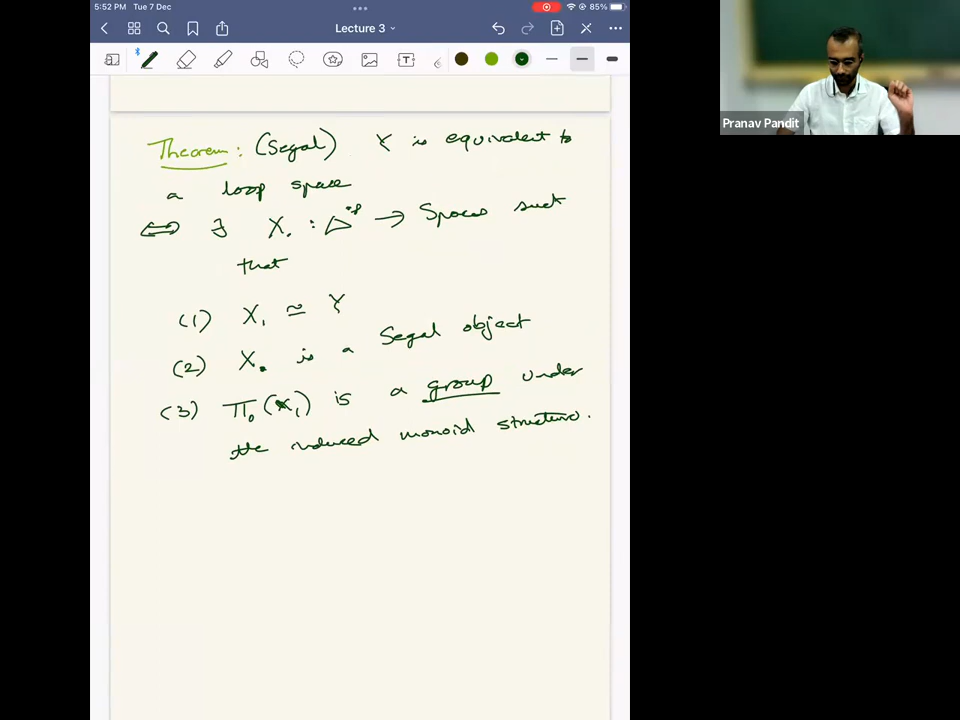 5:52 PM Tue 7 Dec
85%
Lecture 3
Pranav Pandit
Theorem : (Segal) Y is equivalent to
a loop space
⇔ ∃ X. : Δ^op → Spaces such
that
(1) X₁ ≃ Y
(2) X. is a Segal object
(3) π₀(X₁) is a group under
the induced monoid structure.